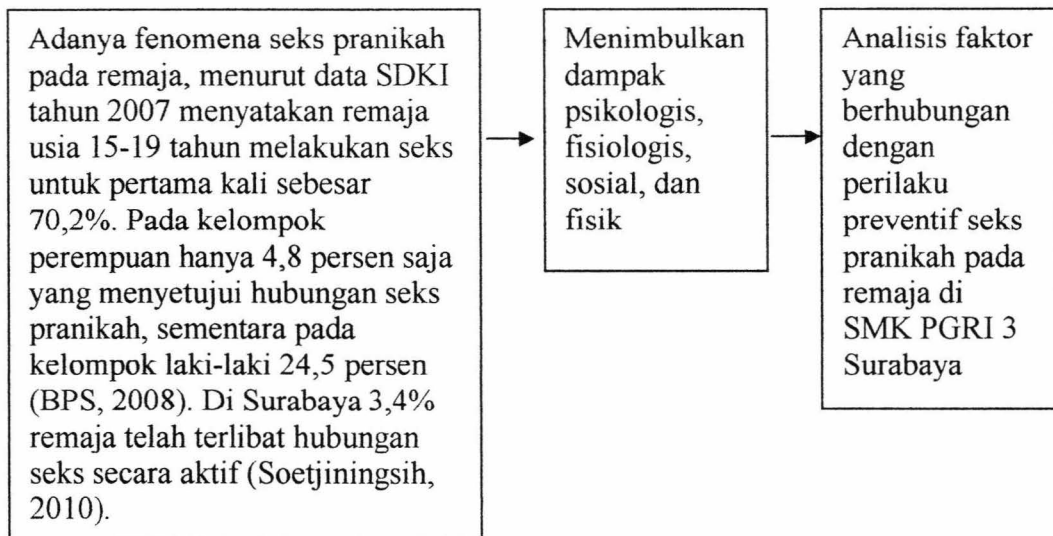 Adanya fenomena seks pranikah
pada remaja, menurut data SDKI
tahun 2007 menyatakan remaja
usia 15-19 tahun melakukan seks
untuk pertama kali sebesar
70,2%. Pada kelompok
perempuan hanya 4,8 persen saja
yang menyetujui hubungan seks
pranikah, sementara pada
kelompok laki-laki 24,5 persen
(BPS, 2008). Di Surabaya 3,4%
remaja telah terlibat hubungan
seks secara aktif (Soetjiningsih,
2010).
Menimbulkan
dampak
psikologis,
fisiologis,
sosial, dan
fisik
Analisis faktor
yang
berhubungan
dengan
perilaku
preventif seks
pranikah pada
remaja di
SMK PGRI 3
Surabaya